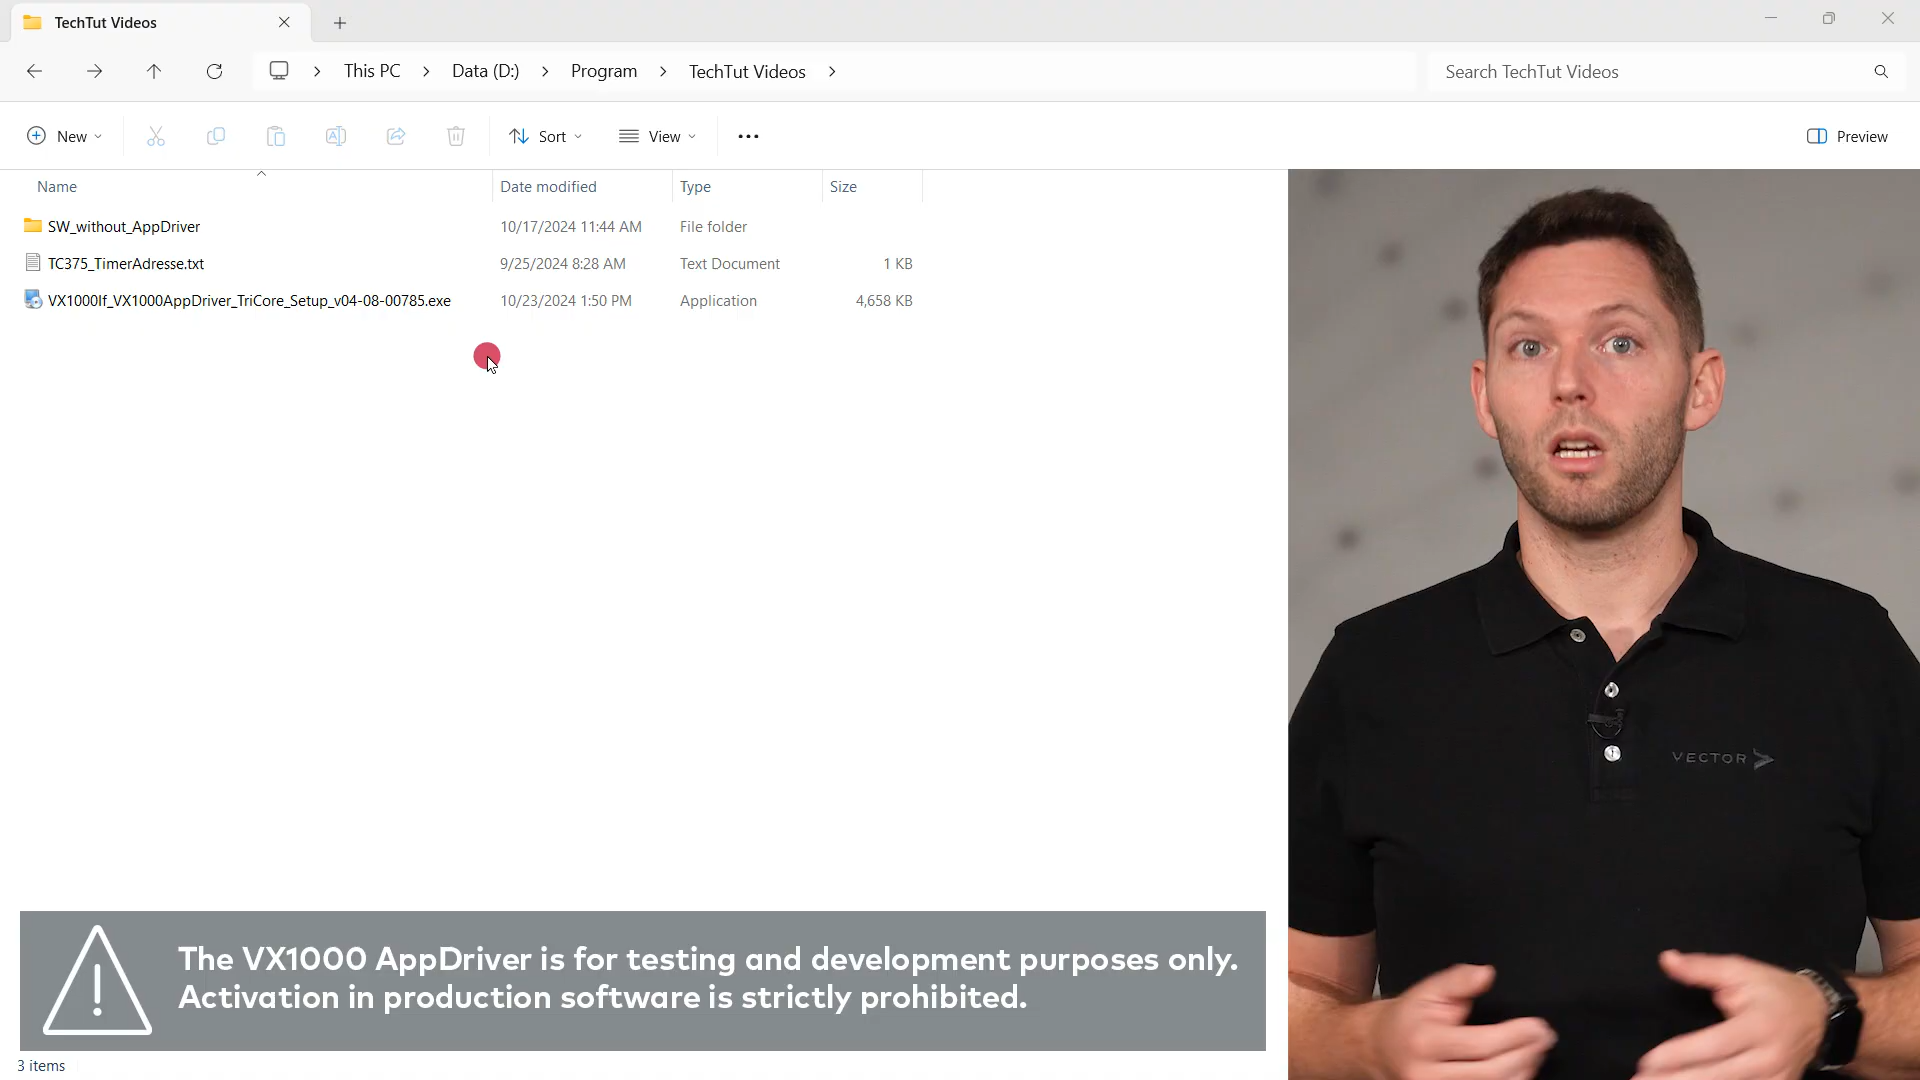 TechTut Videos
This PC > Data (D:) > Program > TechTut Videos >
Search TechTut Videos
New
Sort
View
Preview
Name Date modified Type Size
SW_without_AppDriver 10/17/2024 11:44 AM File folder
TC375_TimerAdresse.txt 9/25/2024 8:28 AM Text Document 1 KB
VX1000If_VX1000AppDriver_TriCore_Setup_v04-08-00785.exe 10/23/2024 1:50 PM Application 4,658 KB
VECTOR
The VX1000 AppDriver is for testing and development purposes only.
Activation in production software is strictly prohibited.
3 items